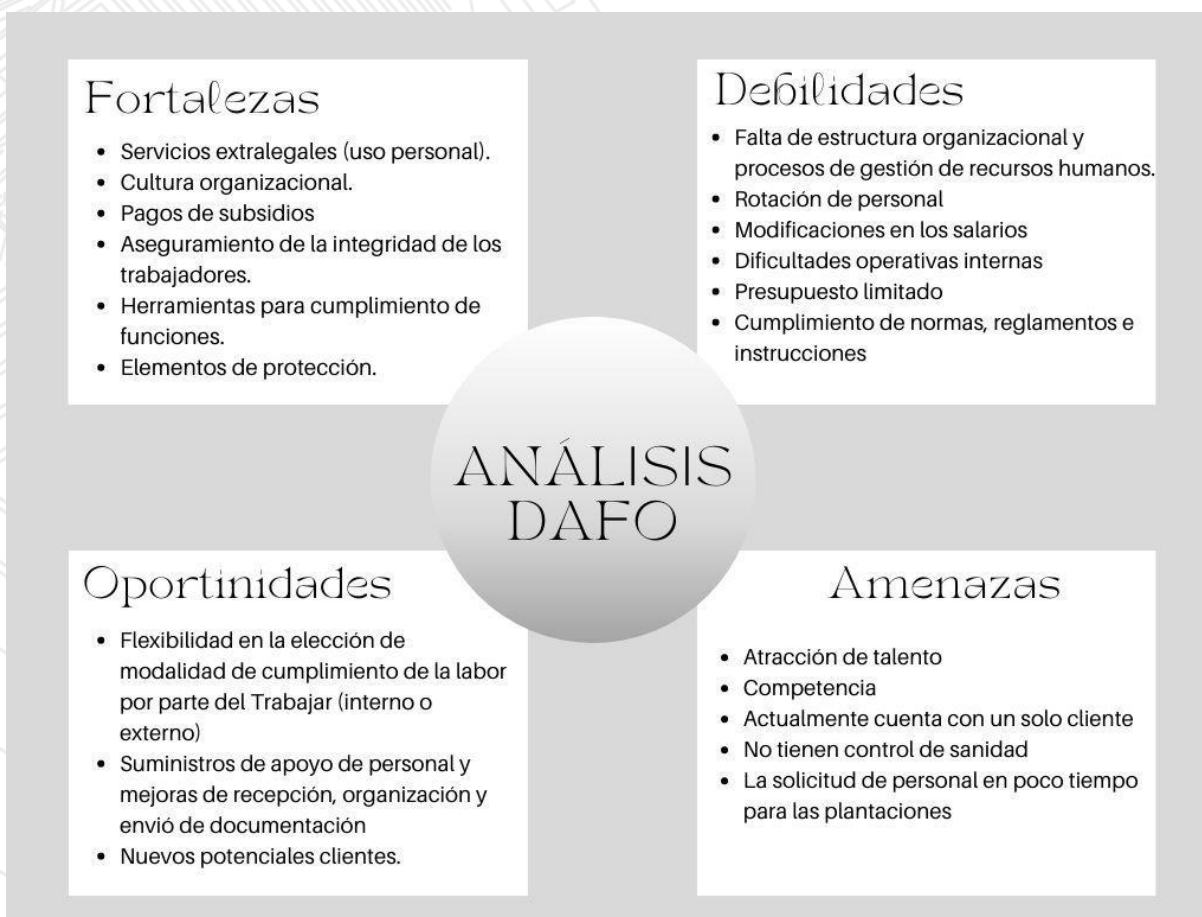 Fortalezas
• Servicios extralegales (uso personal).
• Cultura organizacional.
• Pagos de subsidios
• Aseguramiento de la integridad de los
trabajadores.
• Herramientas para cumplimiento de
funciones.
• Elementos de protección.
Debilidades
• Falta de estructura organizacional y
procesos de gestión de recursos humanos.
• Rotación de personal
• Modificaciones en los salarios
• Dificultades operativas internas
• Presupuesto limitado
• Cumplimiento de normas, reglamentos e
instrucciones
ANÁLISIS
DAFO
Oportinidades
• Flexibilidad en la elección de
modalidad de cumplimiento de la labor
por parte del Trabajar (interno o
externo)
• Suministros de apoyo de personal y
mejoras de recepción, organización y
envió de documentación
• Nuevos potenciales clientes.
Amenazas
• Atracción de talento
• Competencia
• Actualmente cuenta con un solo cliente
• No tienen control de sanidad
• La solicitud de personal en poco tiempo
para las plantaciones